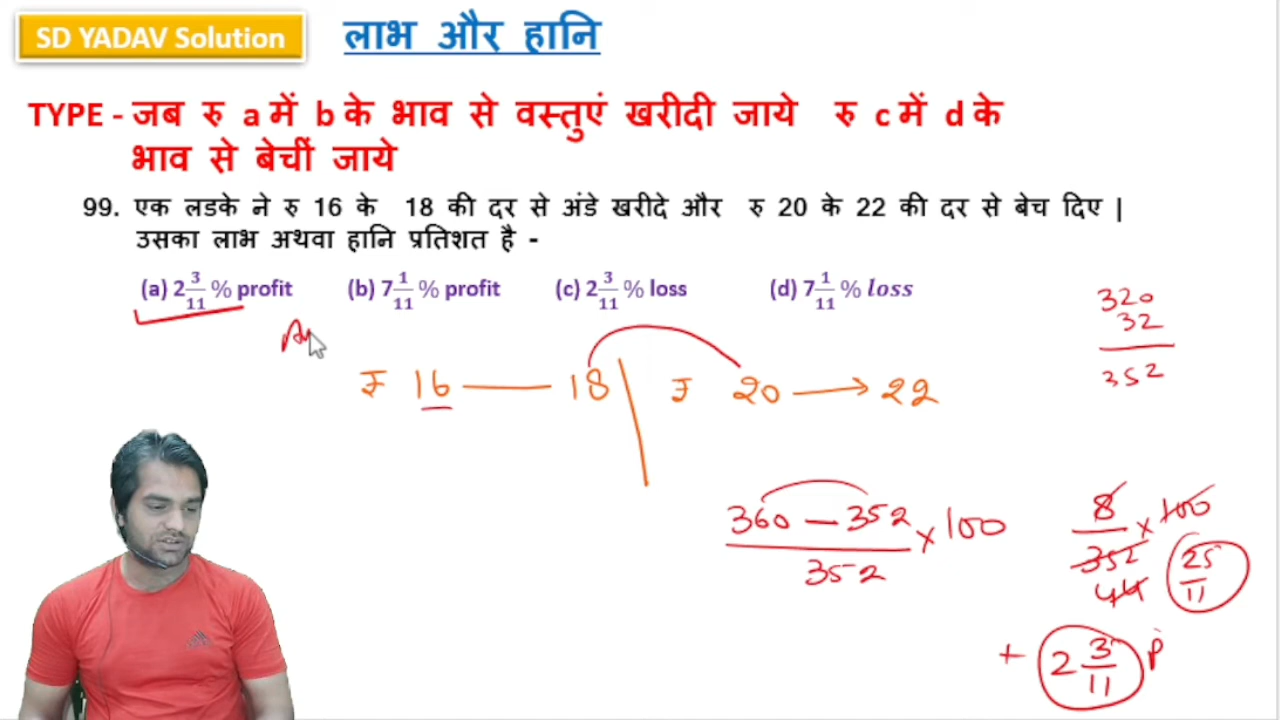 SD YADAV Solution
लाभ और हानि
TYPE - जब रु a में b के भाव से वस्तुएं खरीदी जाये रु c में d के
भाव से बेचीं जाये
99. एक लडके ने रु 16 के 18 की दर से अंडे खरीदे और रु 20 के 22 की दर से बेच दिए |
उसका लाभ अथवा हानि प्रतिशत है -
(a) 2 3/11 % profit (b) 7 1/11 % profit (c) 2 3/11 % loss (d) 7 1/11 % loss
320
32
352
₹ 16 — 18 ₹ 20 → 22
360 - 352 / 352 × 100
8 / 352 × 100
44
25/11
+ 2 3/11 P